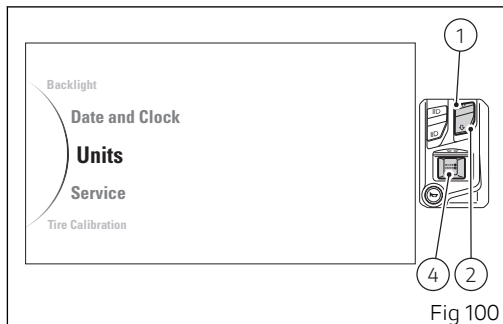 Backlight
Date and Clock
Units
Service
Tire Calibration
1
4
2
Fig 100